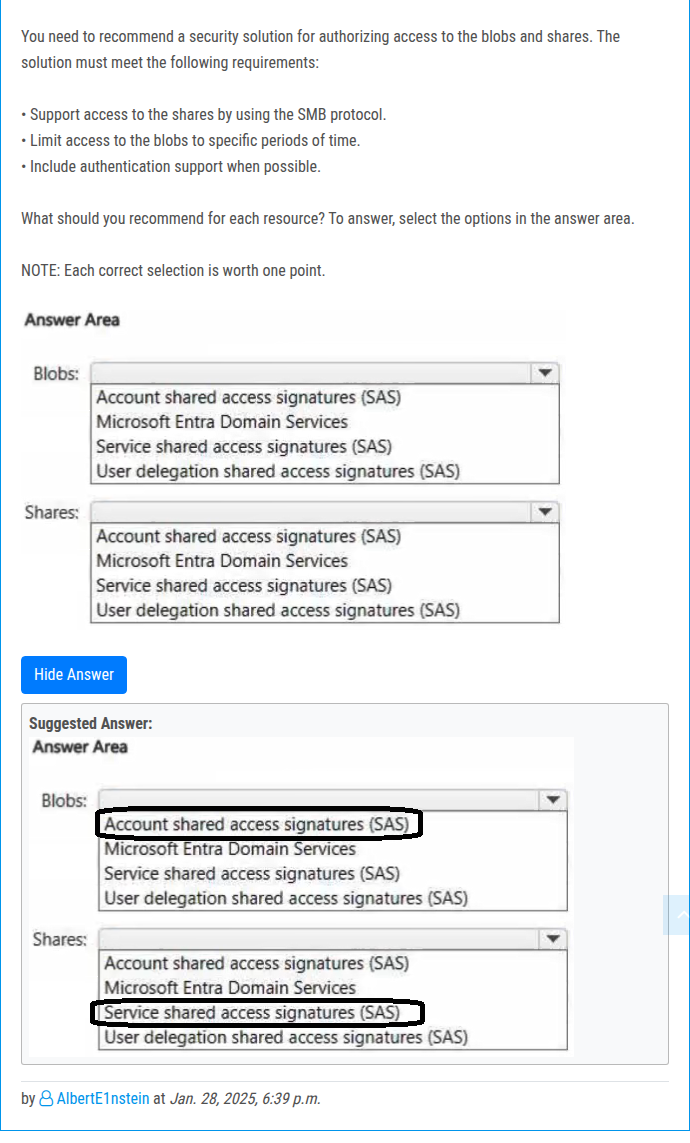 You need to recommend a security solution for authorizing access to the blobs and shares. The
solution must meet the following requirements:
• Support access to the shares by using the SMB protocol.
• Limit access to the blobs to specific periods of time.
• Include authentication support when possible.
What should you recommend for each resource? To answer, select the options in the answer area.
NOTE: Each correct selection is worth one point.
Answer Area
Blobs:
Account shared access signatures (SAS)
Microsoft Entra Domain Services
Service shared access signatures (SAS)
User delegation shared access signatures (SAS)
Shares:
Account shared access signatures (SAS)
Microsoft Entra Domain Services
Service shared access signatures (SAS)
User delegation shared access signatures (SAS)
Hide Answer
Suggested Answer:
Answer Area
Blobs:
Account shared access signatures (SAS)
Microsoft Entra Domain Services
Service shared access signatures (SAS)
User delegation shared access signatures (SAS)
Shares:
Account shared access signatures (SAS)
Microsoft Entra Domain Services
Service shared access signatures (SAS)
User delegation shared access signatures (SAS)
by AlbertE1nstein at Jan. 28, 2025, 6:39 p.m.